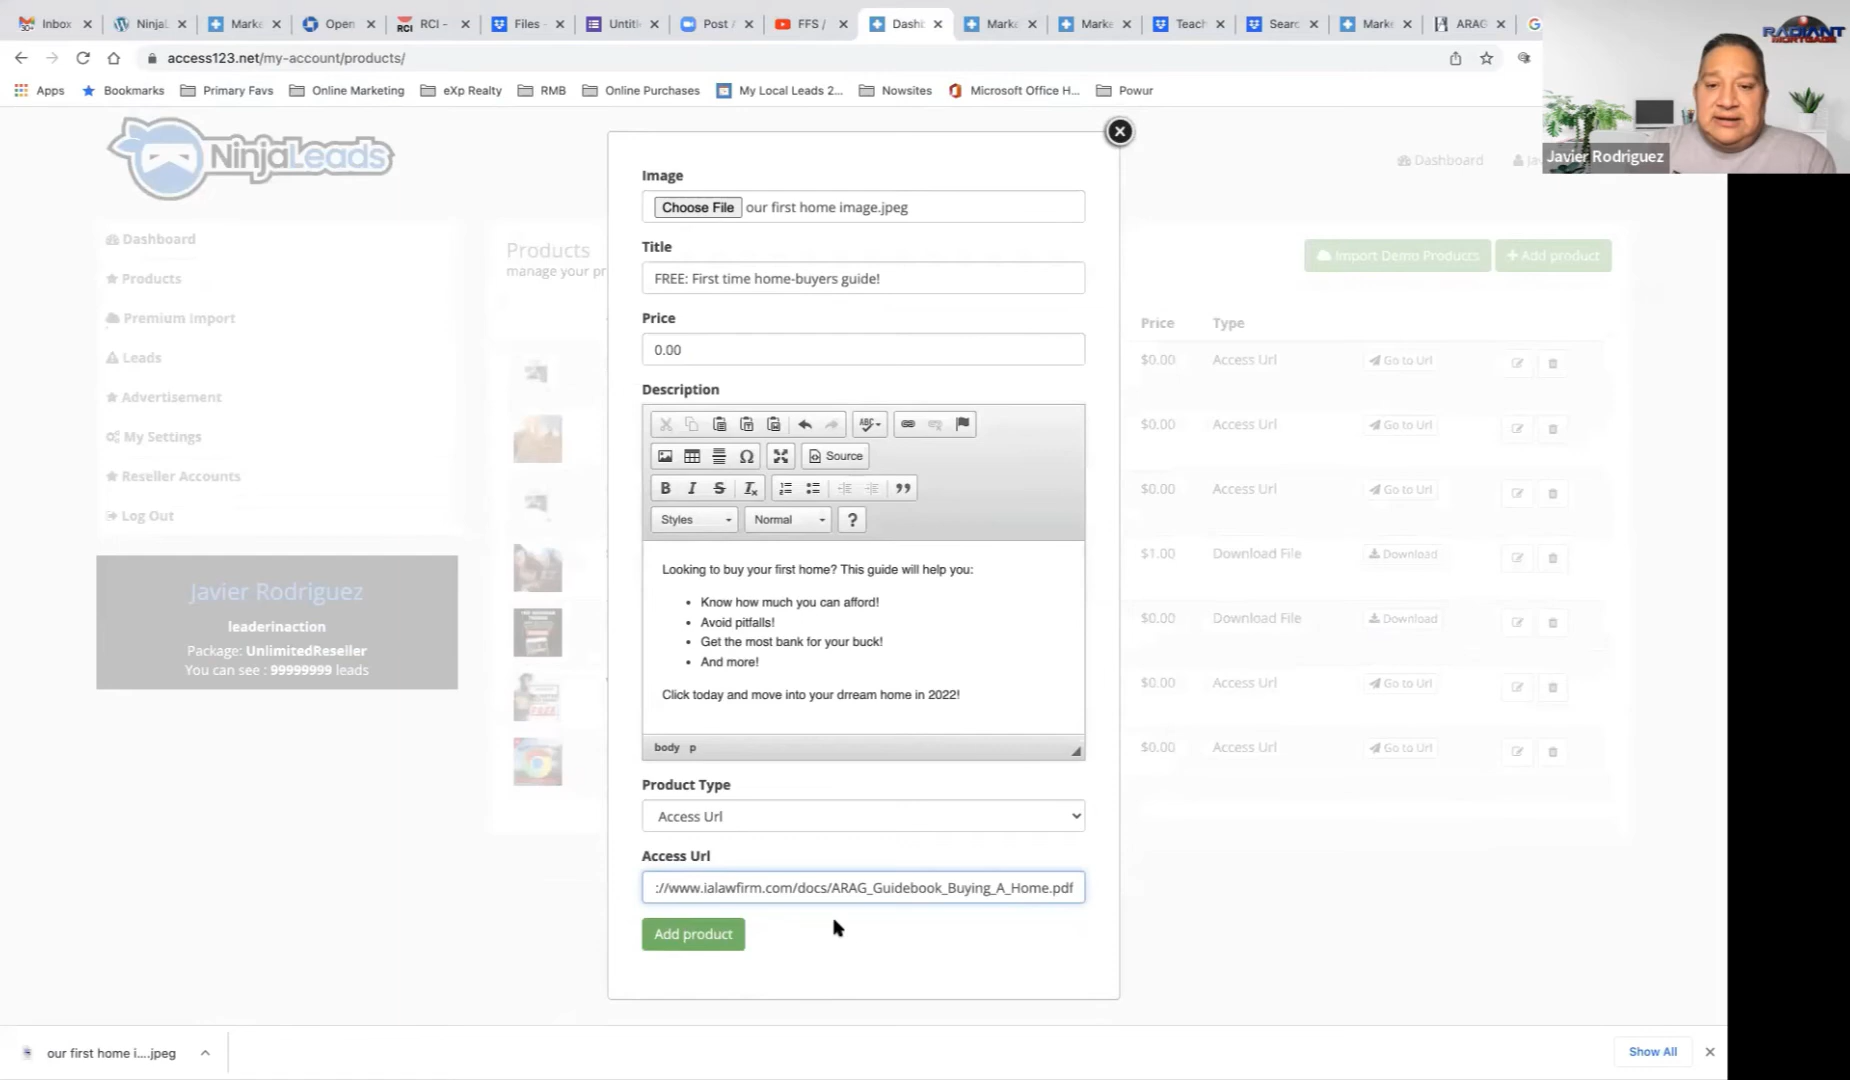 Inbox
Ninjal
Marke
Open
RCI RCI -
Files -
Untitl
Post /
FFS /
Dashb
Marke
Marke
Teach
Searc
Marke
ARAG
access123.net/my-account/products/
Apps
Bookmarks
Primary Favs
Online Marketing
eXp Realty
RMB
Online Purchases
My Local Leads 2...
Nowsites
Microsoft Office H...
Powur
RADIANT
MORTGAGE
Javier Rodriguez
NinjaLeads
Dashboard
Dashboard
Products
Premium Import
Leads
Advertisement
My Settings
Reseller Accounts
Log Out
Javier Rodriguez
leaderinaction
Package: UnlimitedReseller
You can see : 99999999 leads
Products
manage your pr
Import Demo Products
+ Add product
Image
Choose File our first home image.jpeg
Title
FREE: First time home-buyers guide!
Price
0.00
Description
ABC
Source
B I S Tx
Styles Normal ?
Looking to buy your first home? This guide will help you:
• Know how much you can afford!
• Avoid pitfalls!
• Get the most bank for your buck!
• And more!
Click today and move into your drream home in 2022!
body p
Product Type
Access Url
Access Url
://www.ialawfirm.com/docs/ARAG_Guidebook_Buying_A_Home.pdf
Add product
Price Type
$0.00 Access Url Go to Url
$0.00 Access Url Go to Url
$0.00 Access Url Go to Url
$1.00 Download File Download
$0.00 Download File Download
$0.00 Access Url Go to Url
$0.00 Access Url Go to Url
our first home i....jpeg
Show All